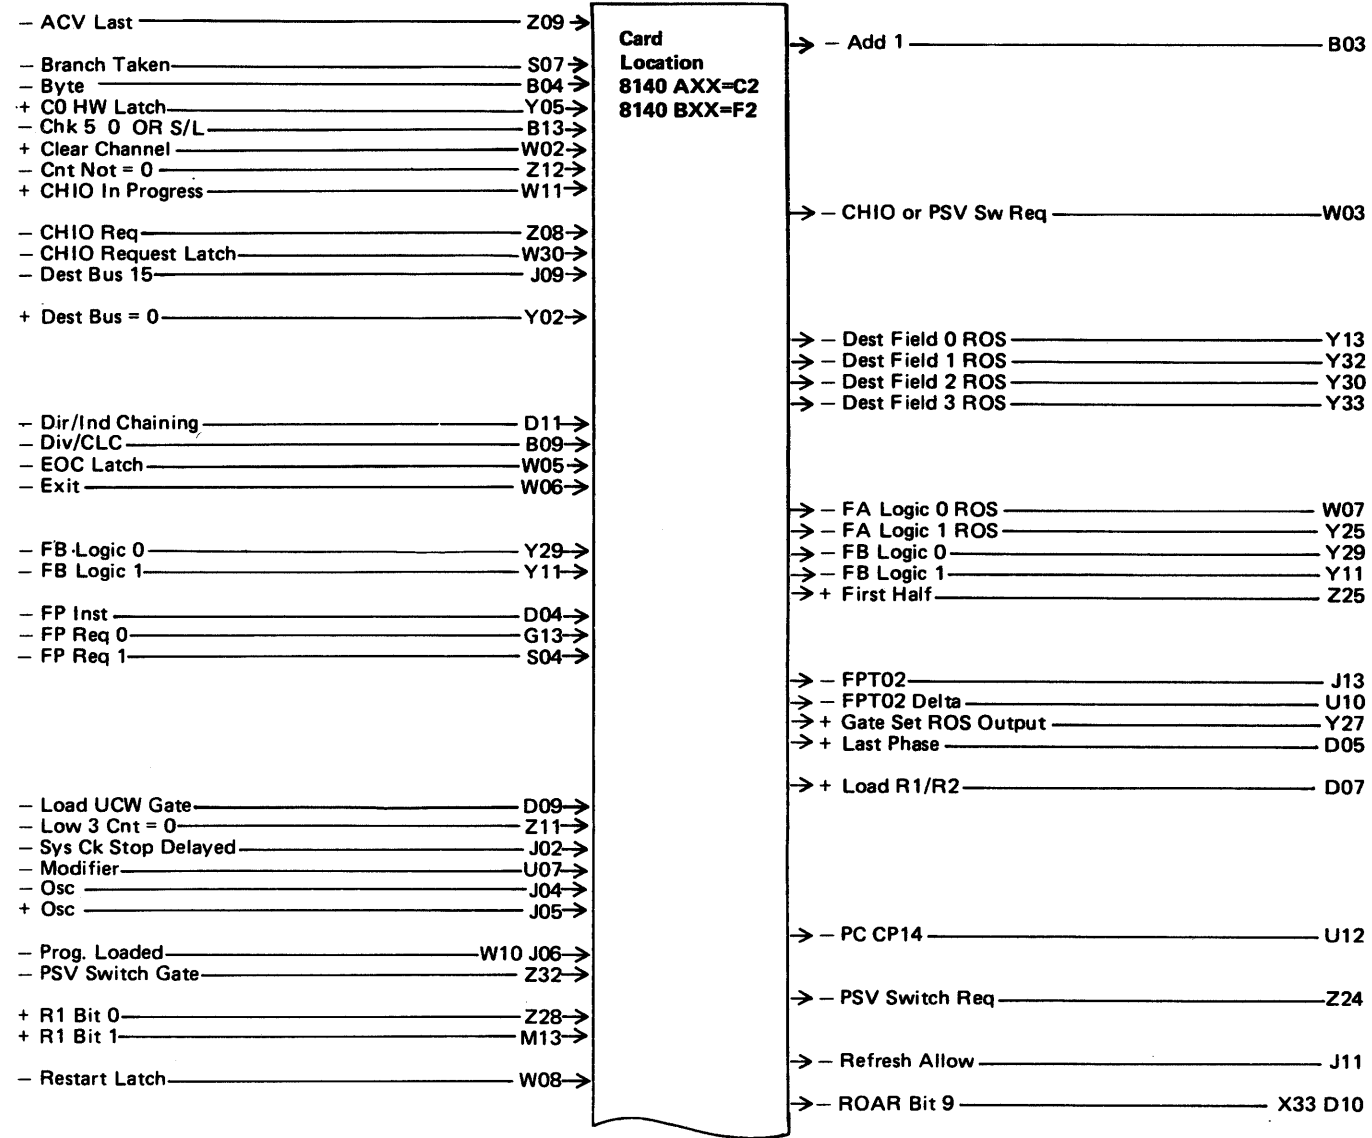 – ACV Last Z09
– Branch Taken S07
– Byte B04
+ C0 HW Latch Y05
– Chk 5 0 OR S/L B13
+ Clear Channel W02
– Cnt Not = 0 Z12
+ CHIO In Progress W11
– CHIO Req Z08
– CHIO Request Latch W30
– Dest Bus 15 J09
+ Dest Bus = 0 Y02
– Dir/Ind Chaining D11
– Div/CLC B09
– EOC Latch W05
– Exit W06
– FB Logic 0 Y29
– FB Logic 1 Y11
– FP Inst D04
– FP Req 0 G13
– FP Req 1 S04
– Load UCW Gate D09
– Low 3 Cnt = 0 Z11
– Sys Ck Stop Delayed J02
– Modifier U07
– Osc J04
+ Osc J05
– Prog. Loaded W10 J06
– PSV Switch Gate Z32
+ R1 Bit 0 Z28
+ R1 Bit 1 M13
– Restart Latch W08
Card
Location
8140 AXX=C2
8140 BXX=F2
– Add 1 B03
– CHIO or PSV Sw Req W03
– Dest Field 0 ROS Y13
– Dest Field 1 ROS Y32
– Dest Field 2 ROS Y30
– Dest Field 3 ROS Y33
– FA Logic 0 ROS W07
– FA Logic 1 ROS Y25
– FB Logic 0 Y29
– FB Logic 1 Y11
+ First Half Z25
– FPT02 J13
– FPT02 Delta U10
+ Gate Set ROS Output Y27
+ Last Phase D05
+ Load R1/R2 D07
– PC CP14 U12
– PSV Switch Req Z24
– Refresh Allow J11
– ROAR Bit 9 X33 D10